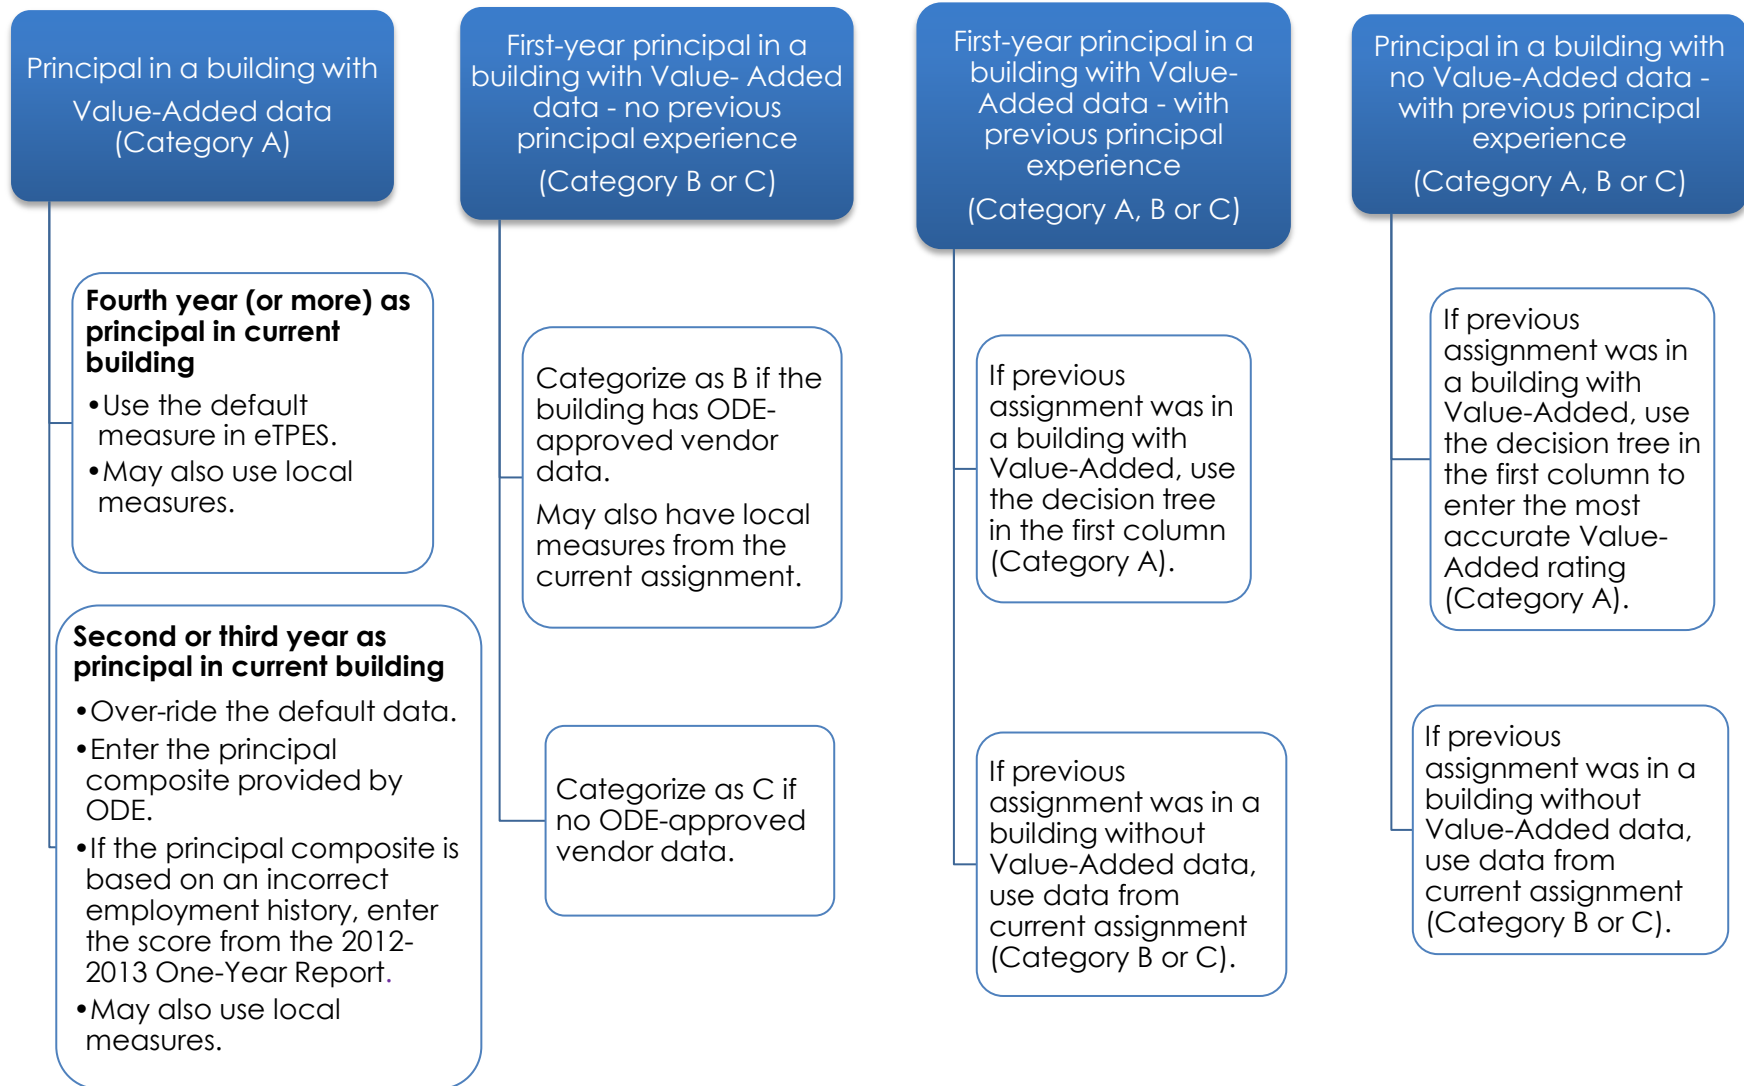 Principal in a building with
Value-Added data
(Category A)
Fourth year (or more) as
principal in current
building
•Use the default
measure in eTPES.
•May also use local
measures.
Second or third year as
principal in current building
•Over-ride the default data.
•Enter the principal
composite provided by
ODE.
•If the principal composite is
based on an incorrect
employment history, enter
the score from the 2012-
2013 One-Year Report.
•May also use local
measures.
First-year principal in a
building with Value- Added
data - no previous
principal experience
(Category B or C)
Categorize as B if the
building has ODE-
approved vendor
data.
May also have local
measures from the
current assignment.
Categorize as C if
no ODE-approved
vendor data.
First-year principal in a
building with Value-
Added data - with
previous principal
experience
(Category A, B or C)
If previous
assignment was in
a building with
Value-Added, use
the decision tree
in the first column
(Category A).
If previous
assignment was in a
building without
Value-Added data,
use data from
current assignment
(Category B or C).
Principal in a building with
no Value-Added data -
with previous principal
experience
(Category A, B or C)
If previous
assignment was in
a building with
Value-Added, use
the decision tree in
the first column to
enter the most
accurate Value-
Added rating
(Category A).
If previous
assignment was in a
building without
Value-Added data,
use data from
current assignment
(Category B or C).